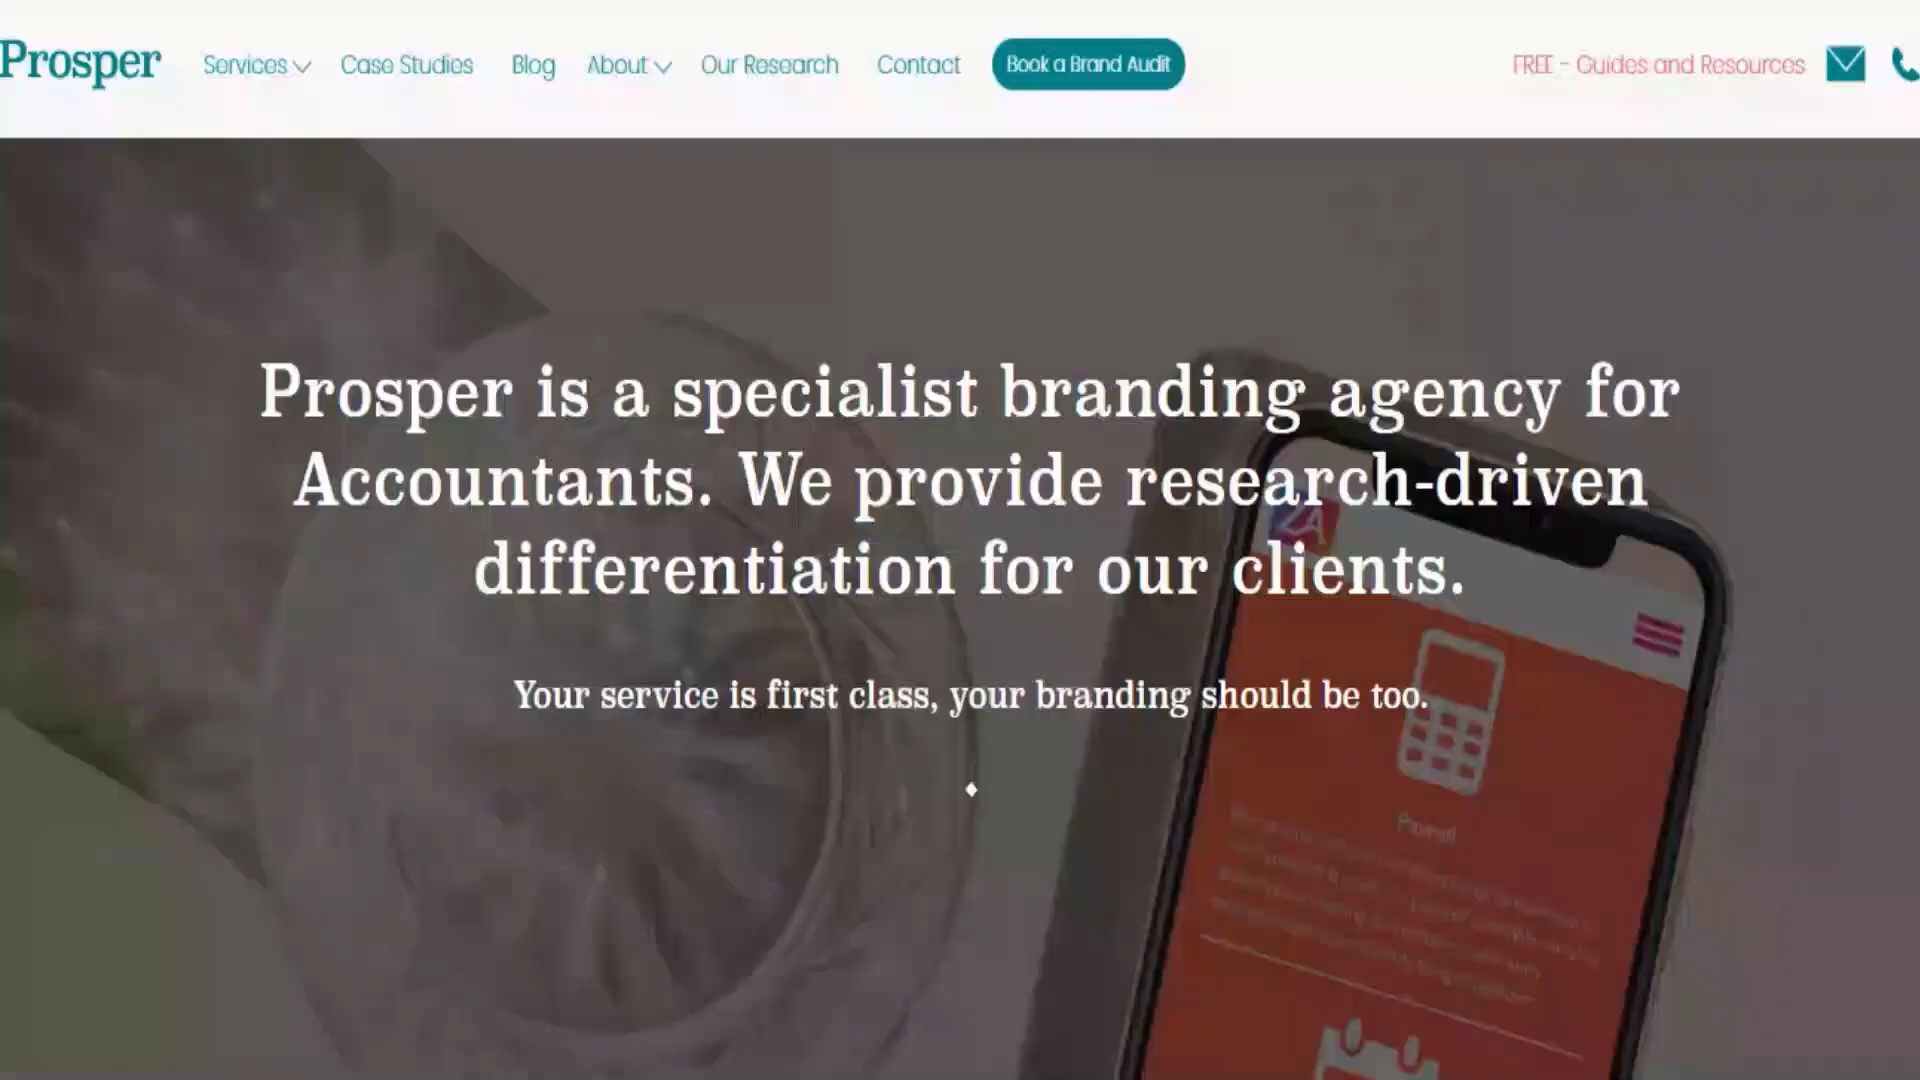 Prosper
Services
Case Studies
Blog
About
Our Research
Contact
Book a Brand Audit
FREE - Guides and Resources
Prosper is a specialist branding agency for
Accountants. We provide research-driven
differentiation for our clients.
Your service is first class, your branding should be too.
Payroll